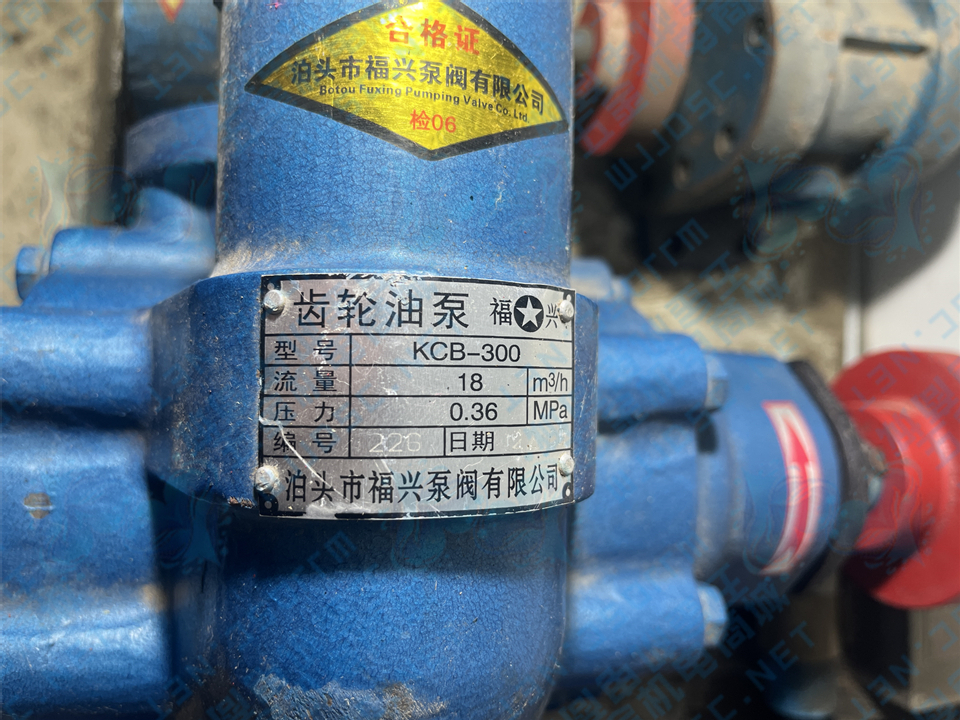 合格证
泊头市福兴泵阀有限公司
Botou Fuxing Pumping Valve Co.,Ltd.
检06
齿轮油泵 福 兴
型号 KCB-300
流量 18 m³/h
压力 0.36 MPa
编号 226 日期
泊头市福兴泵阀有限公司